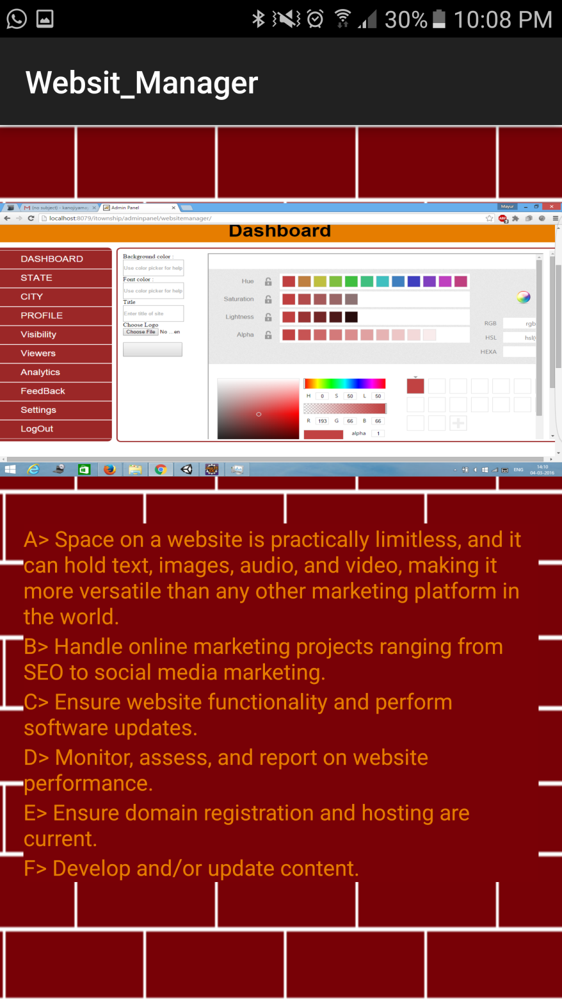 30% 10:08 PM
Websit_Manager
M (no subject) - kanojiyama
Admin Panel
Mayur
localhost:8079/itownship/adminpanel/websitemanager/
ABP
Dashboard
DASHBOARD
STATE
CITY
PROFILE
Visibility
Viewers
Analytics
FeedBack
Settings
LogOut
Background color :
Use color picker for help
Font color :
Use color picker for help
Title
Enter title of site
Choose Logo
Choose File No ...en
Hue
Saturation
Lightness
Alpha
RGB rgb
HSL hsl(
HEXA
H 0 S 50 L 50
R 193 G 66 B 66
alpha 1
ENG
14:10
04-03-2016
A> Space on a website is practically limitless, and it
can hold text, images, audio, and video, making it
more versatile than any other marketing platform in
the world.
B> Handle online marketing projects ranging from
SEO to social media marketing.
C> Ensure website functionality and perform
software updates.
D> Monitor, assess, and report on website
performance.
E> Ensure domain registration and hosting are
current.
F> Develop and/or update content.